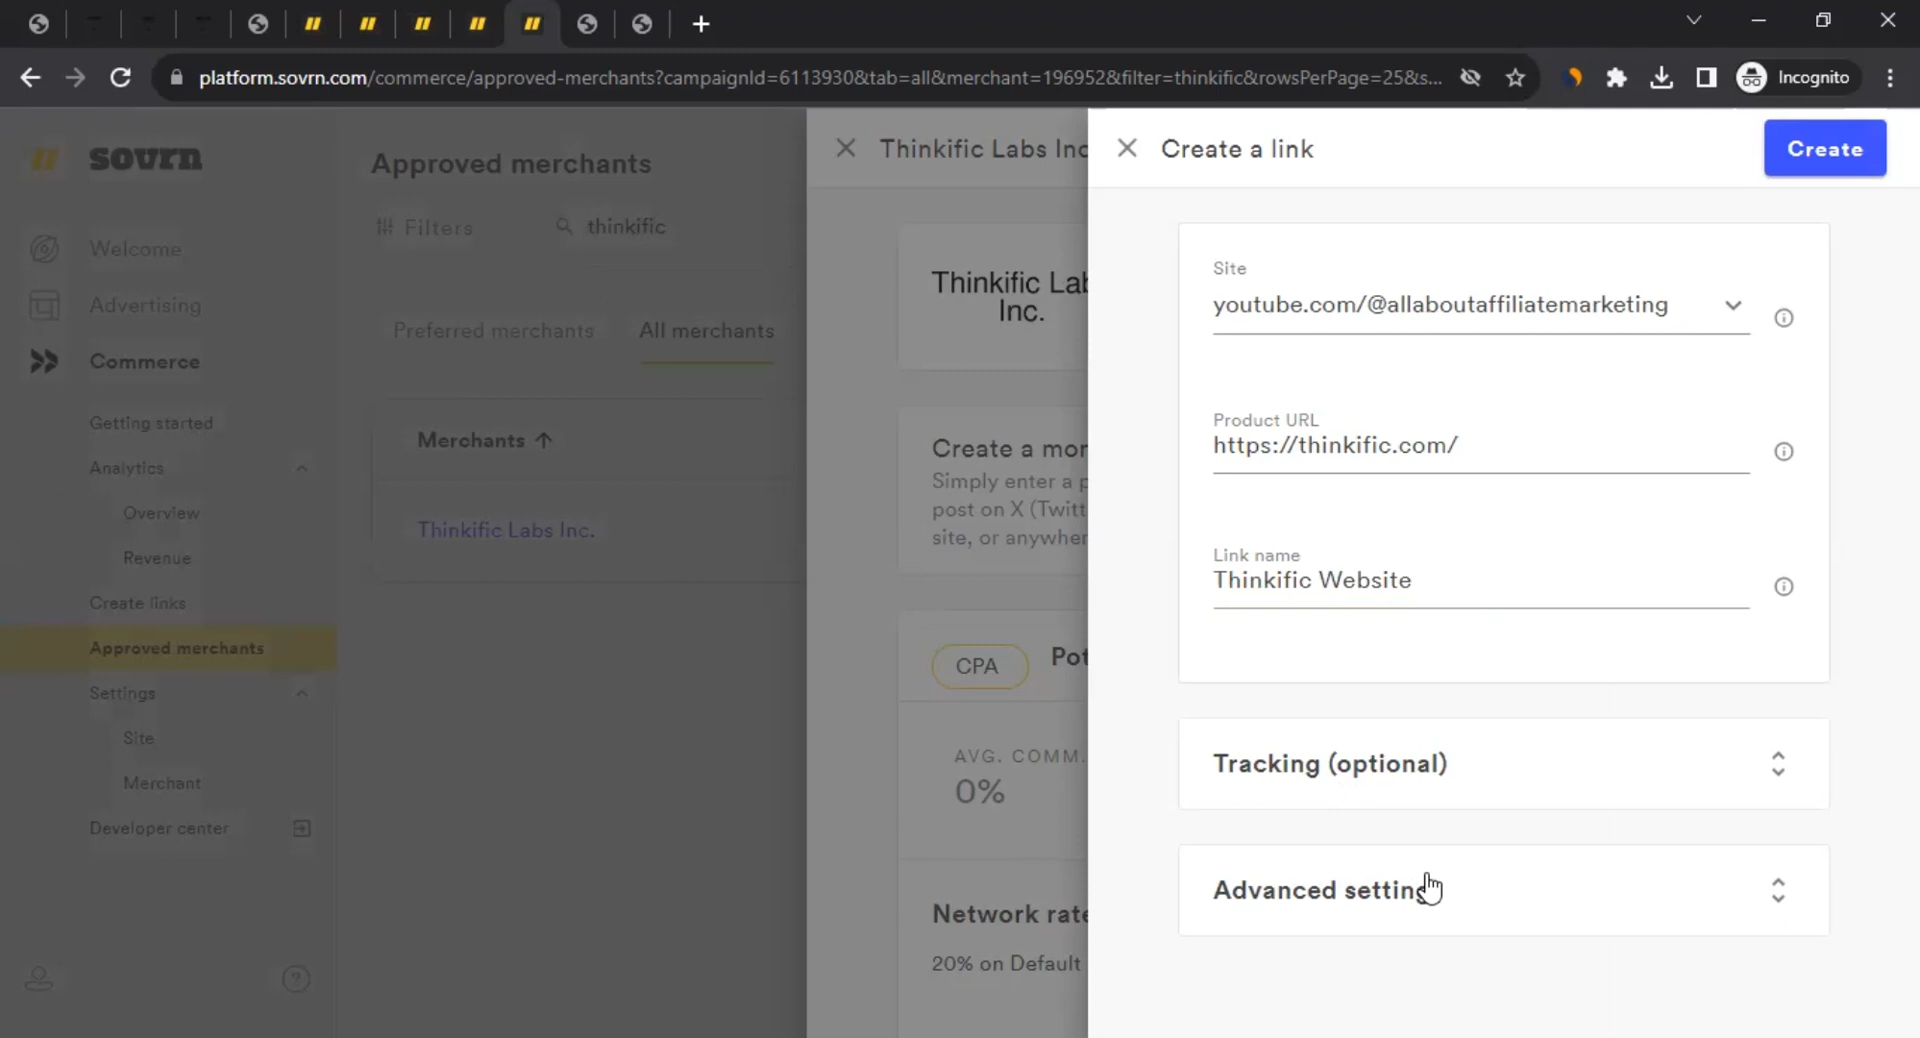 platform.sovrn.com/commerce/approved-merchants?campaignId=6113930&tab=all&merchant=196952&filter=thinkific&rowsPerPage=25&s...
Incognito
sovrn
Welcome
Advertising
Commerce
Getting started
Analytics
Overview
Revenue
Create links
Approved merchants
Settings
Site
Merchant
Developer center
Approved merchants
Filters
thinkific
Preferred merchants
All merchants
Merchants
Thinkific Labs Inc.
Thinkific Labs Inc
Thinkific Lab
Inc.
Create a mor
Simply enter a p
post on X (Twitt
site, or anywher
CPA
Pot
AVG. COMM.
0%
Network rate
20% on Default
Create a link
Create
Site
youtube.com/@allaboutaffiliatemarketing
Product URL
https://thinkific.com/
Link name
Thinkific Website
Tracking (optional)
Advanced setting